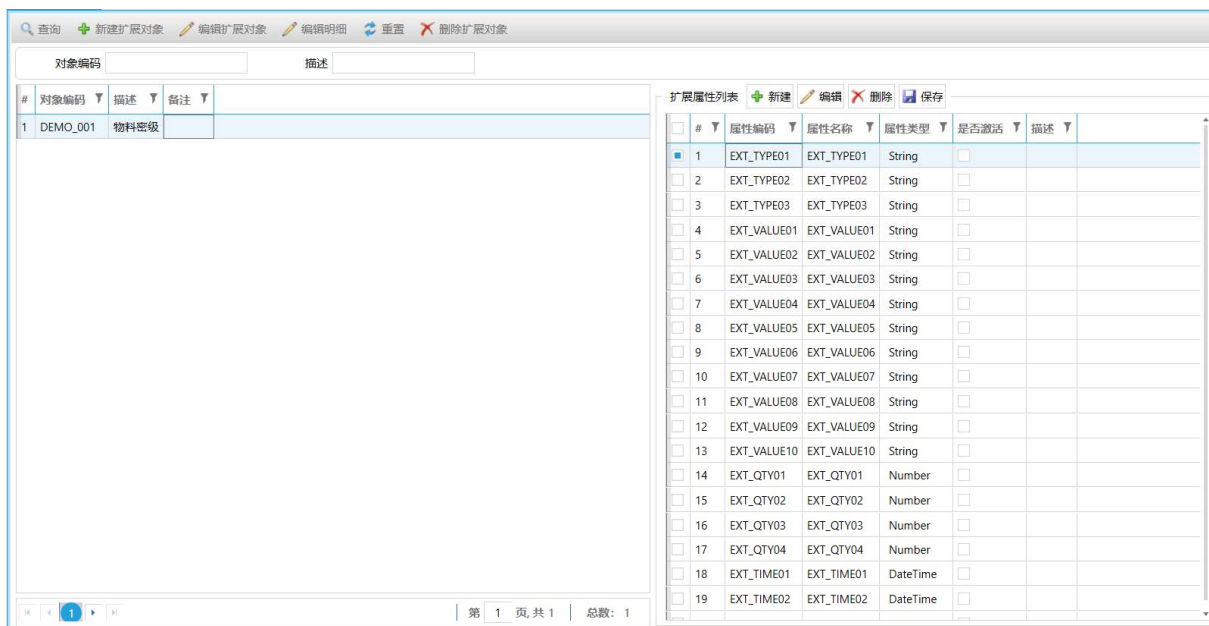 查询 新建扩展对象 编辑扩展对象 编辑明细 重置 删除扩展对象
对象编码 描述
# 对象编码 描述 备注
1 DEMO_001 物料密级
第 1 页,共 1 总数: 1
1
扩展属性列表 新建 编辑 删除 保存
# 属性编码 属性名称 属性类型 是否激活 描述
1 EXT_TYPE01 EXT_TYPE01 String
2 EXT_TYPE02 EXT_TYPE02 String
3 EXT_TYPE03 EXT_TYPE03 String
4 EXT_VALUE01 EXT_VALUE01 String
5 EXT_VALUE02 EXT_VALUE02 String
6 EXT_VALUE03 EXT_VALUE03 String
7 EXT_VALUE04 EXT_VALUE04 String
8 EXT_VALUE05 EXT_VALUE05 String
9 EXT_VALUE06 EXT_VALUE06 String
10 EXT_VALUE07 EXT_VALUE07 String
11 EXT_VALUE08 EXT_VALUE08 String
12 EXT_VALUE09 EXT_VALUE09 String
13 EXT_VALUE10 EXT_VALUE10 String
14 EXT_QTY01 EXT_QTY01 Number
15 EXT_QTY02 EXT_QTY02 Number
16 EXT_QTY03 EXT_QTY03 Number
17 EXT_QTY04 EXT_QTY04 Number
18 EXT_TIME01 EXT_TIME01 DateTime
19 EXT_TIME02 EXT_TIME02 DateTime